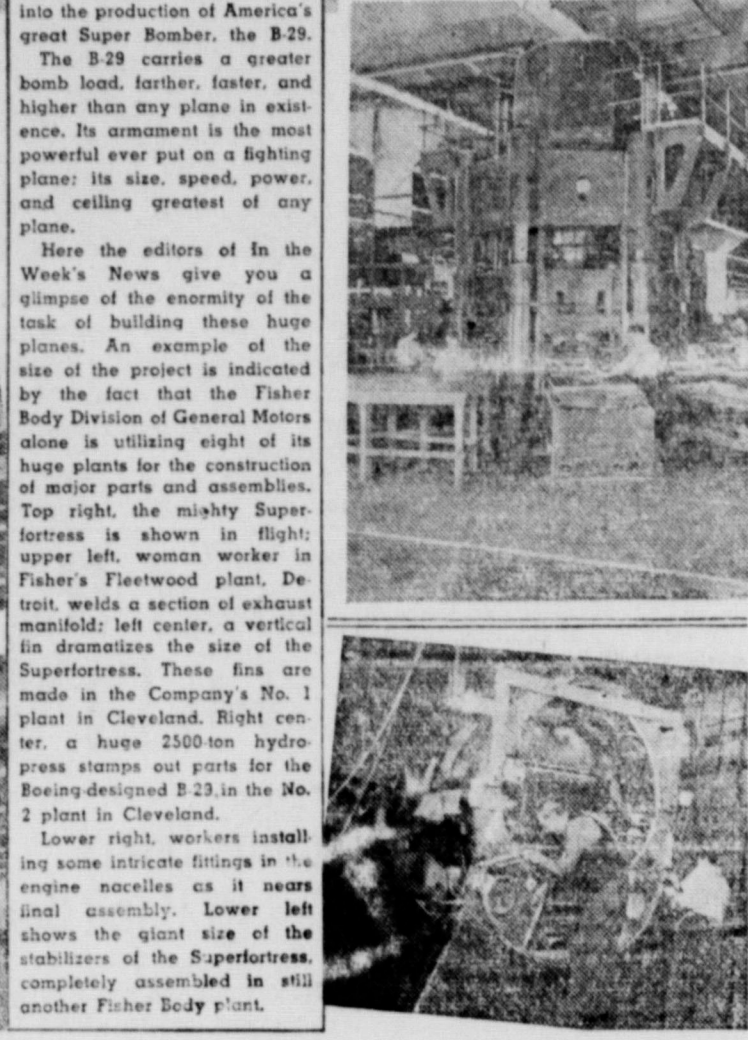 into the production of America's
great Super Bomber, the B-29.
The B-29 carries a greater
bomb load, farther, faster, and
higher than any plane in exist-
ence. Its armament is the most
powerful ever put on a fighting
plane; its size, speed, power,
and ceiling greatest of any
plane.
Here the editors of In the
Week's News give you a
glimpse of the enormity of the
task of building these huge
planes. An example of the
size of the project is indicated
by the fact that the Fisher
Body Division of General Motors
alone is utilizing eight of its
huge plants for the construction
of major parts and assemblies.
Top right, the mighty Super-
fortress is shown in flight;
upper left, woman worker in
Fisher's Fleetwood plant, De-
troit, welds a section of exhaust
manifold; left center, a vertical
fin dramatizes the size of the
Superfortress. These fins are
made in the Company's No. 1
plant in Cleveland. Right cen-
ter, a huge 2500-ton hydro-
press stamps out parts for the
Boeing-designed B-29 in the No.
2 plant in Cleveland.
Lower right, workers install-
ing some intricate fittings in the
engine nacelles as it nears
final assembly. Lower left
shows the giant size of the
stabilizers of the Superfortress,
completely assembled in still
another Fisher Body plant.